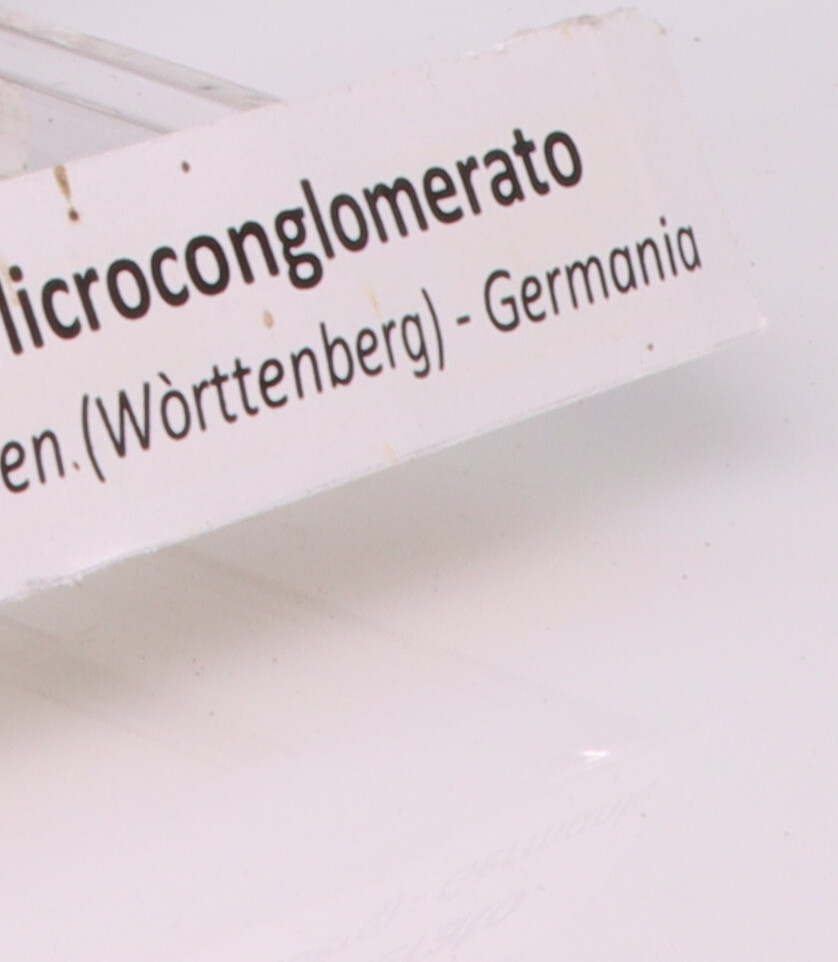 licroconglomerato
en.(Wòrttenberg) - Germania